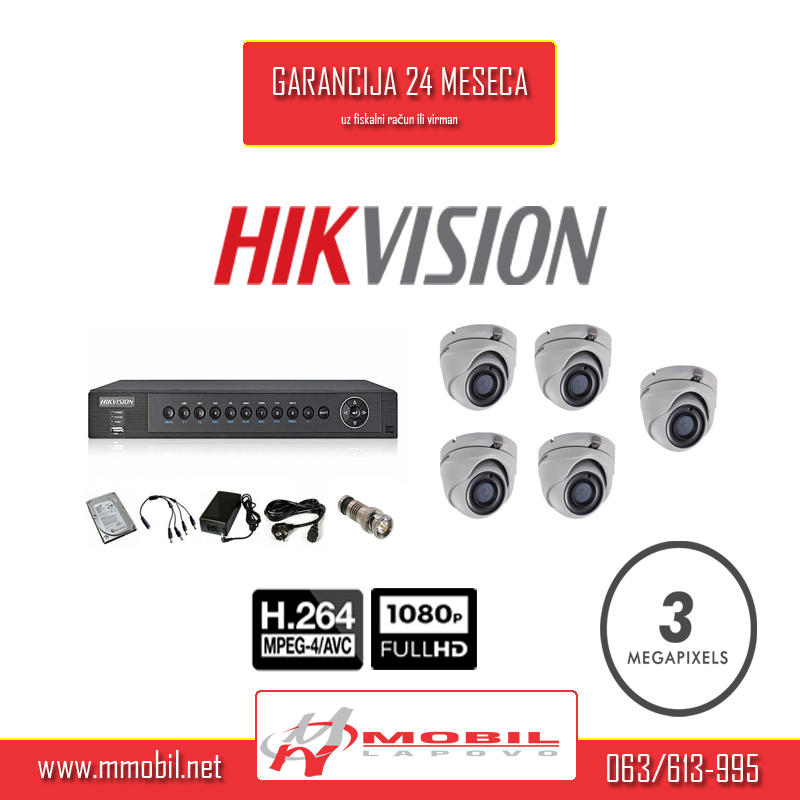 GARANCIJA 24 MESECA
uz fiskalni račun ili virman
HIKVISION
HIKVISION
H.264
MPEG-4/AVC
1080P
FULLHD
3
MEGAPIXELS
MOBIL
LAPOVO
www.mmobil.net
063/613-995